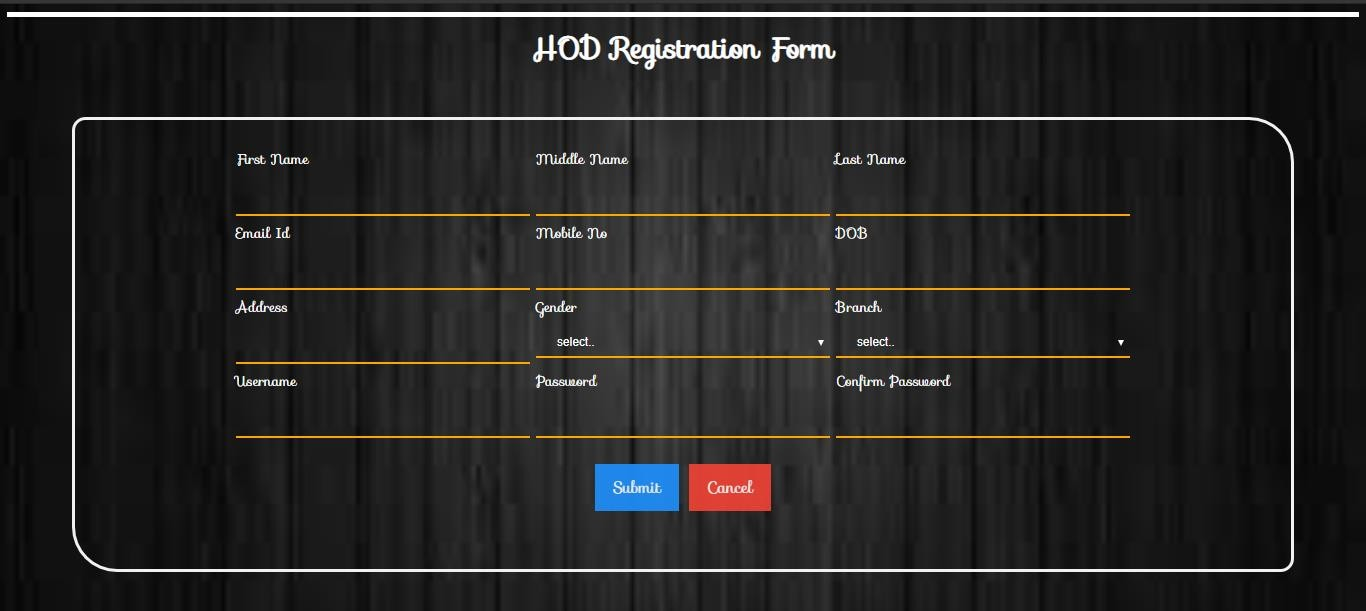 HOD Registration Form
First Name Middle Name Last Name
Email Id Mobile No DOB
Address Gender Branch
select.. select..
Username Password Confirm Password
Submit Cancel